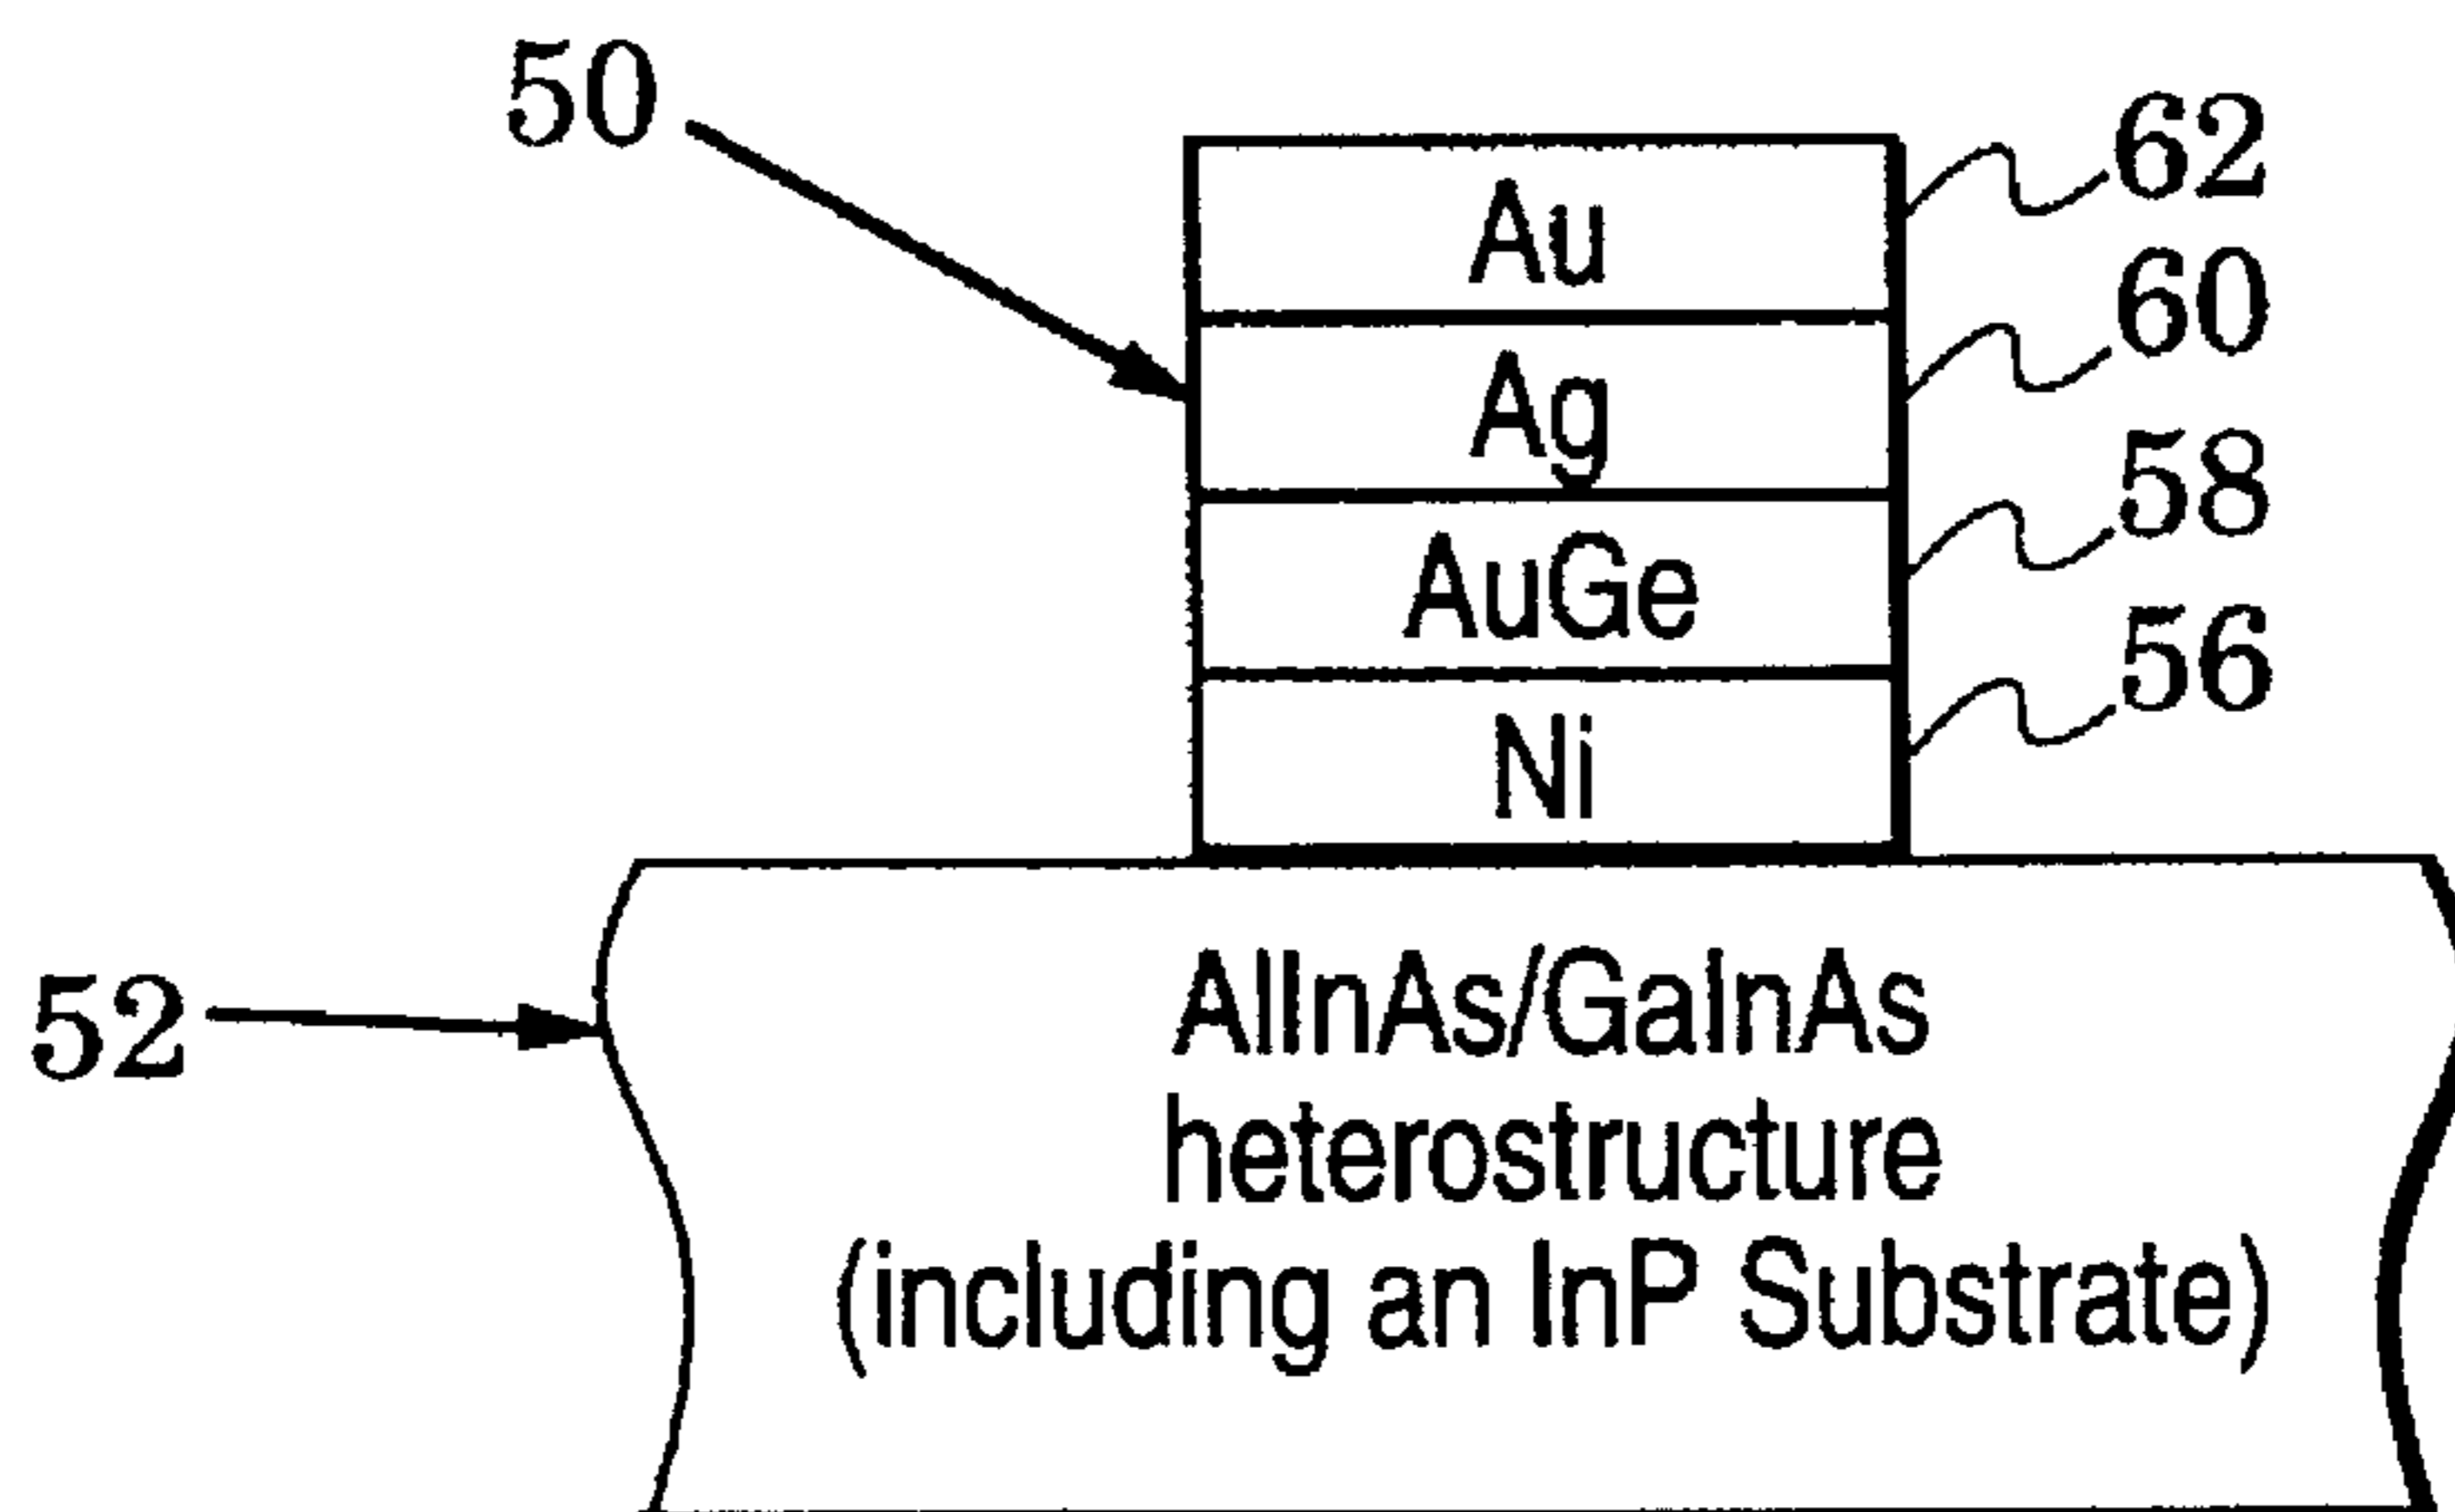 50
62
Au
60
Ag
58
AuGe
56
Ni
52
AlInAs/GaInAs
heterostructure
(including an InP Substrate)